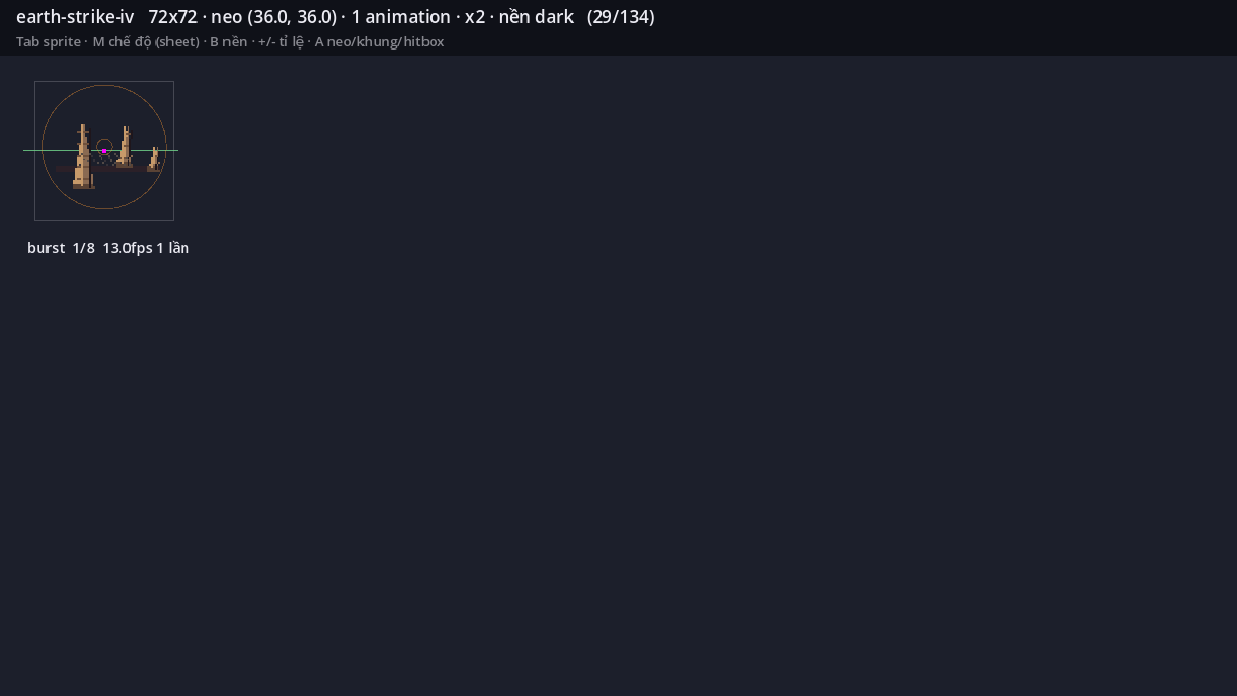 earth-strike-iv 72x72 · neo (36.0, 36.0) · 1 animation · x2 · nền dark (29/134)
Tab sprite · M chế độ (sheet) · B nền · +/- tỉ lệ · A neo/khung/hitbox
burst 1/8 13.0fps 1 lần